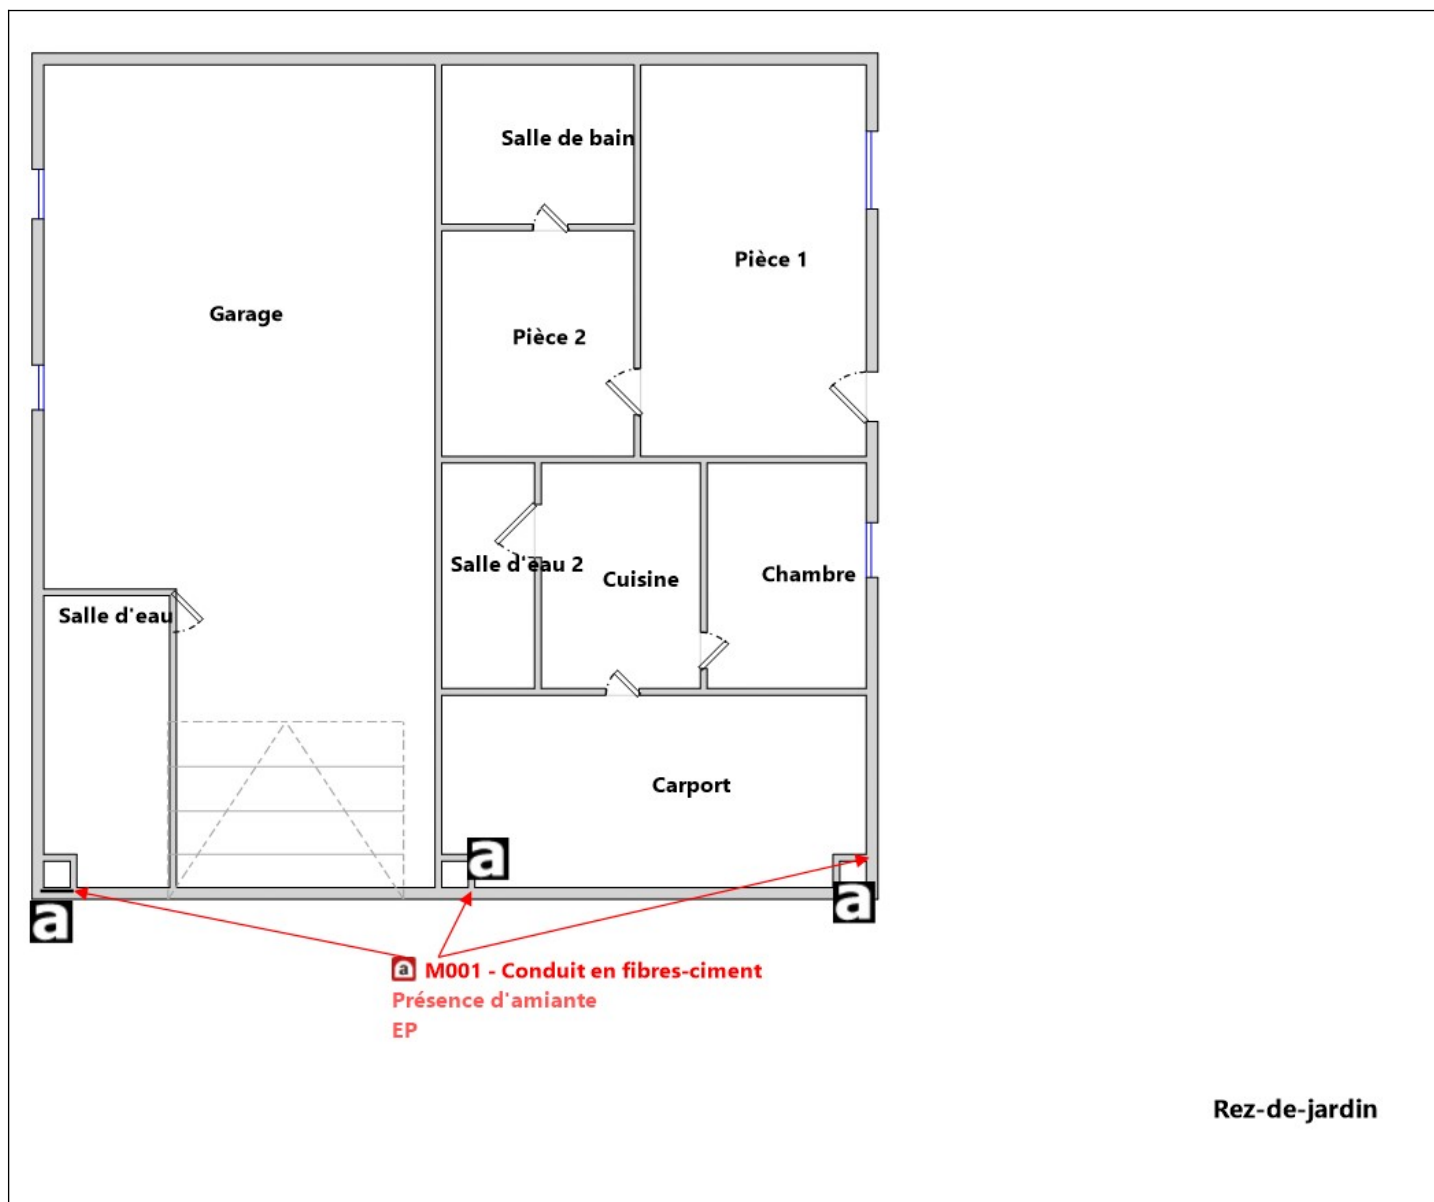 Salle de bain
Pièce 1
Garage
Pièce 2
Salle d'eau 2
Cuisine
Chambre
Salle d'eau
Carport
a
a
a
a M001 - Conduit en fibres-ciment
Présence d'amiante
EP
Rez-de-jardin